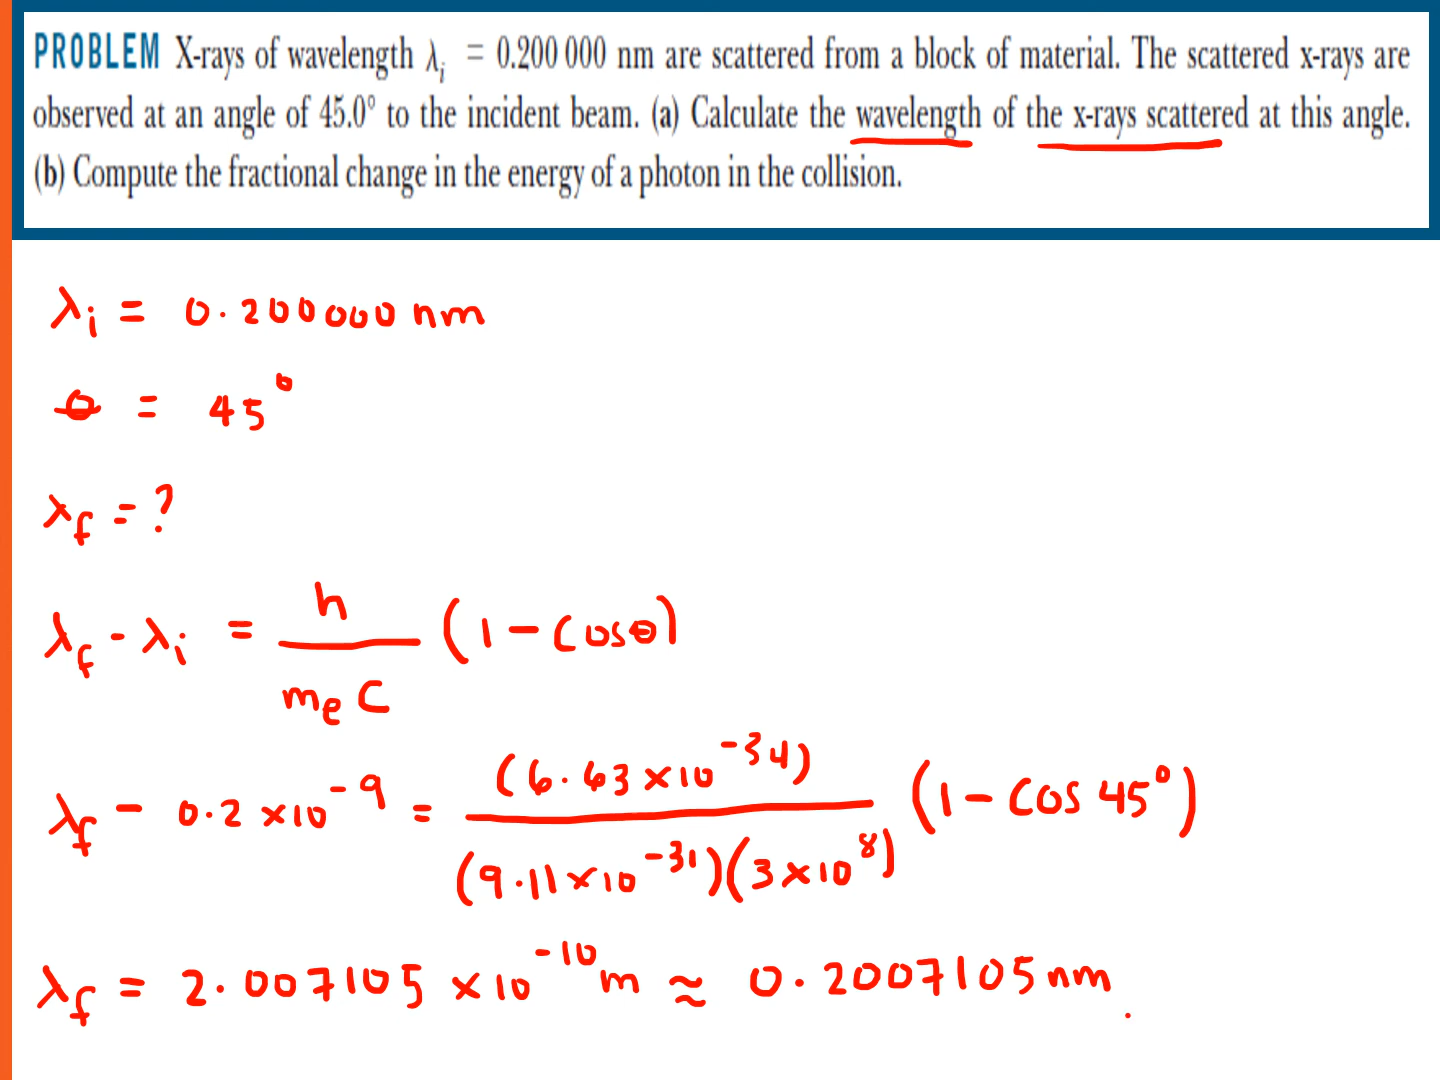 PROBLEM X-rays of wavelength λi = 0.200 000 nm are scattered from a block of material. The scattered x-rays are
observed at an angle of 45.0° to the incident beam. (a) Calculate the wavelength of the x-rays scattered at this angle.
(b) Compute the fractional change in the energy of a photon in the collision.
λi = 0.200000 nm
θ = 45°
λf = ?
λf - λi = h / me C (1 - cosθ)
λf - 0.2 × 10^-9 = (6.63 × 10^-34) / (9.11 × 10^-31)(3 × 10^8) (1 - cos 45°)
λf = 2.007105 × 10^-10 m ≈ 0.2007105 nm.